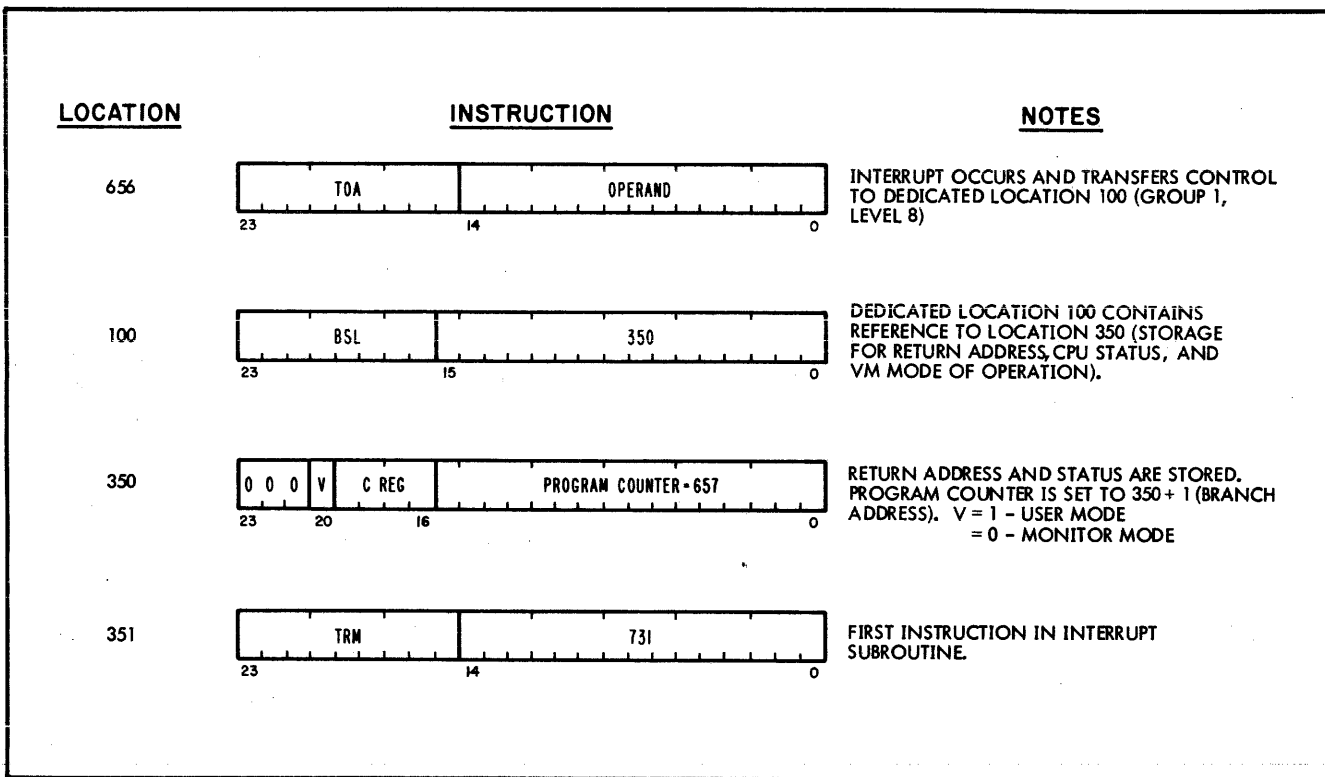 LOCATION INSTRUCTION NOTES
656 TOA OPERAND INTERRUPT OCCURS AND TRANSFERS CONTROL
TO DEDICATED LOCATION 100 (GROUP 1,
LEVEL 8)
23 14 0
100 BSL 350 DEDICATED LOCATION 100 CONTAINS
REFERENCE TO LOCATION 350 (STORAGE
FOR RETURN ADDRESS, CPU STATUS, AND
VM MODE OF OPERATION).
23 15 0
350 0 0 0 V C REG PROGRAM COUNTER=657 RETURN ADDRESS AND STATUS ARE STORED.
PROGRAM COUNTER IS SET TO 350 + 1 (BRANCH
ADDRESS). V = 1 - USER MODE
= 0 - MONITOR MODE
23 20 16 0
351 TRM 731 FIRST INSTRUCTION IN INTERRUPT
SUBROUTINE.
23 14 0